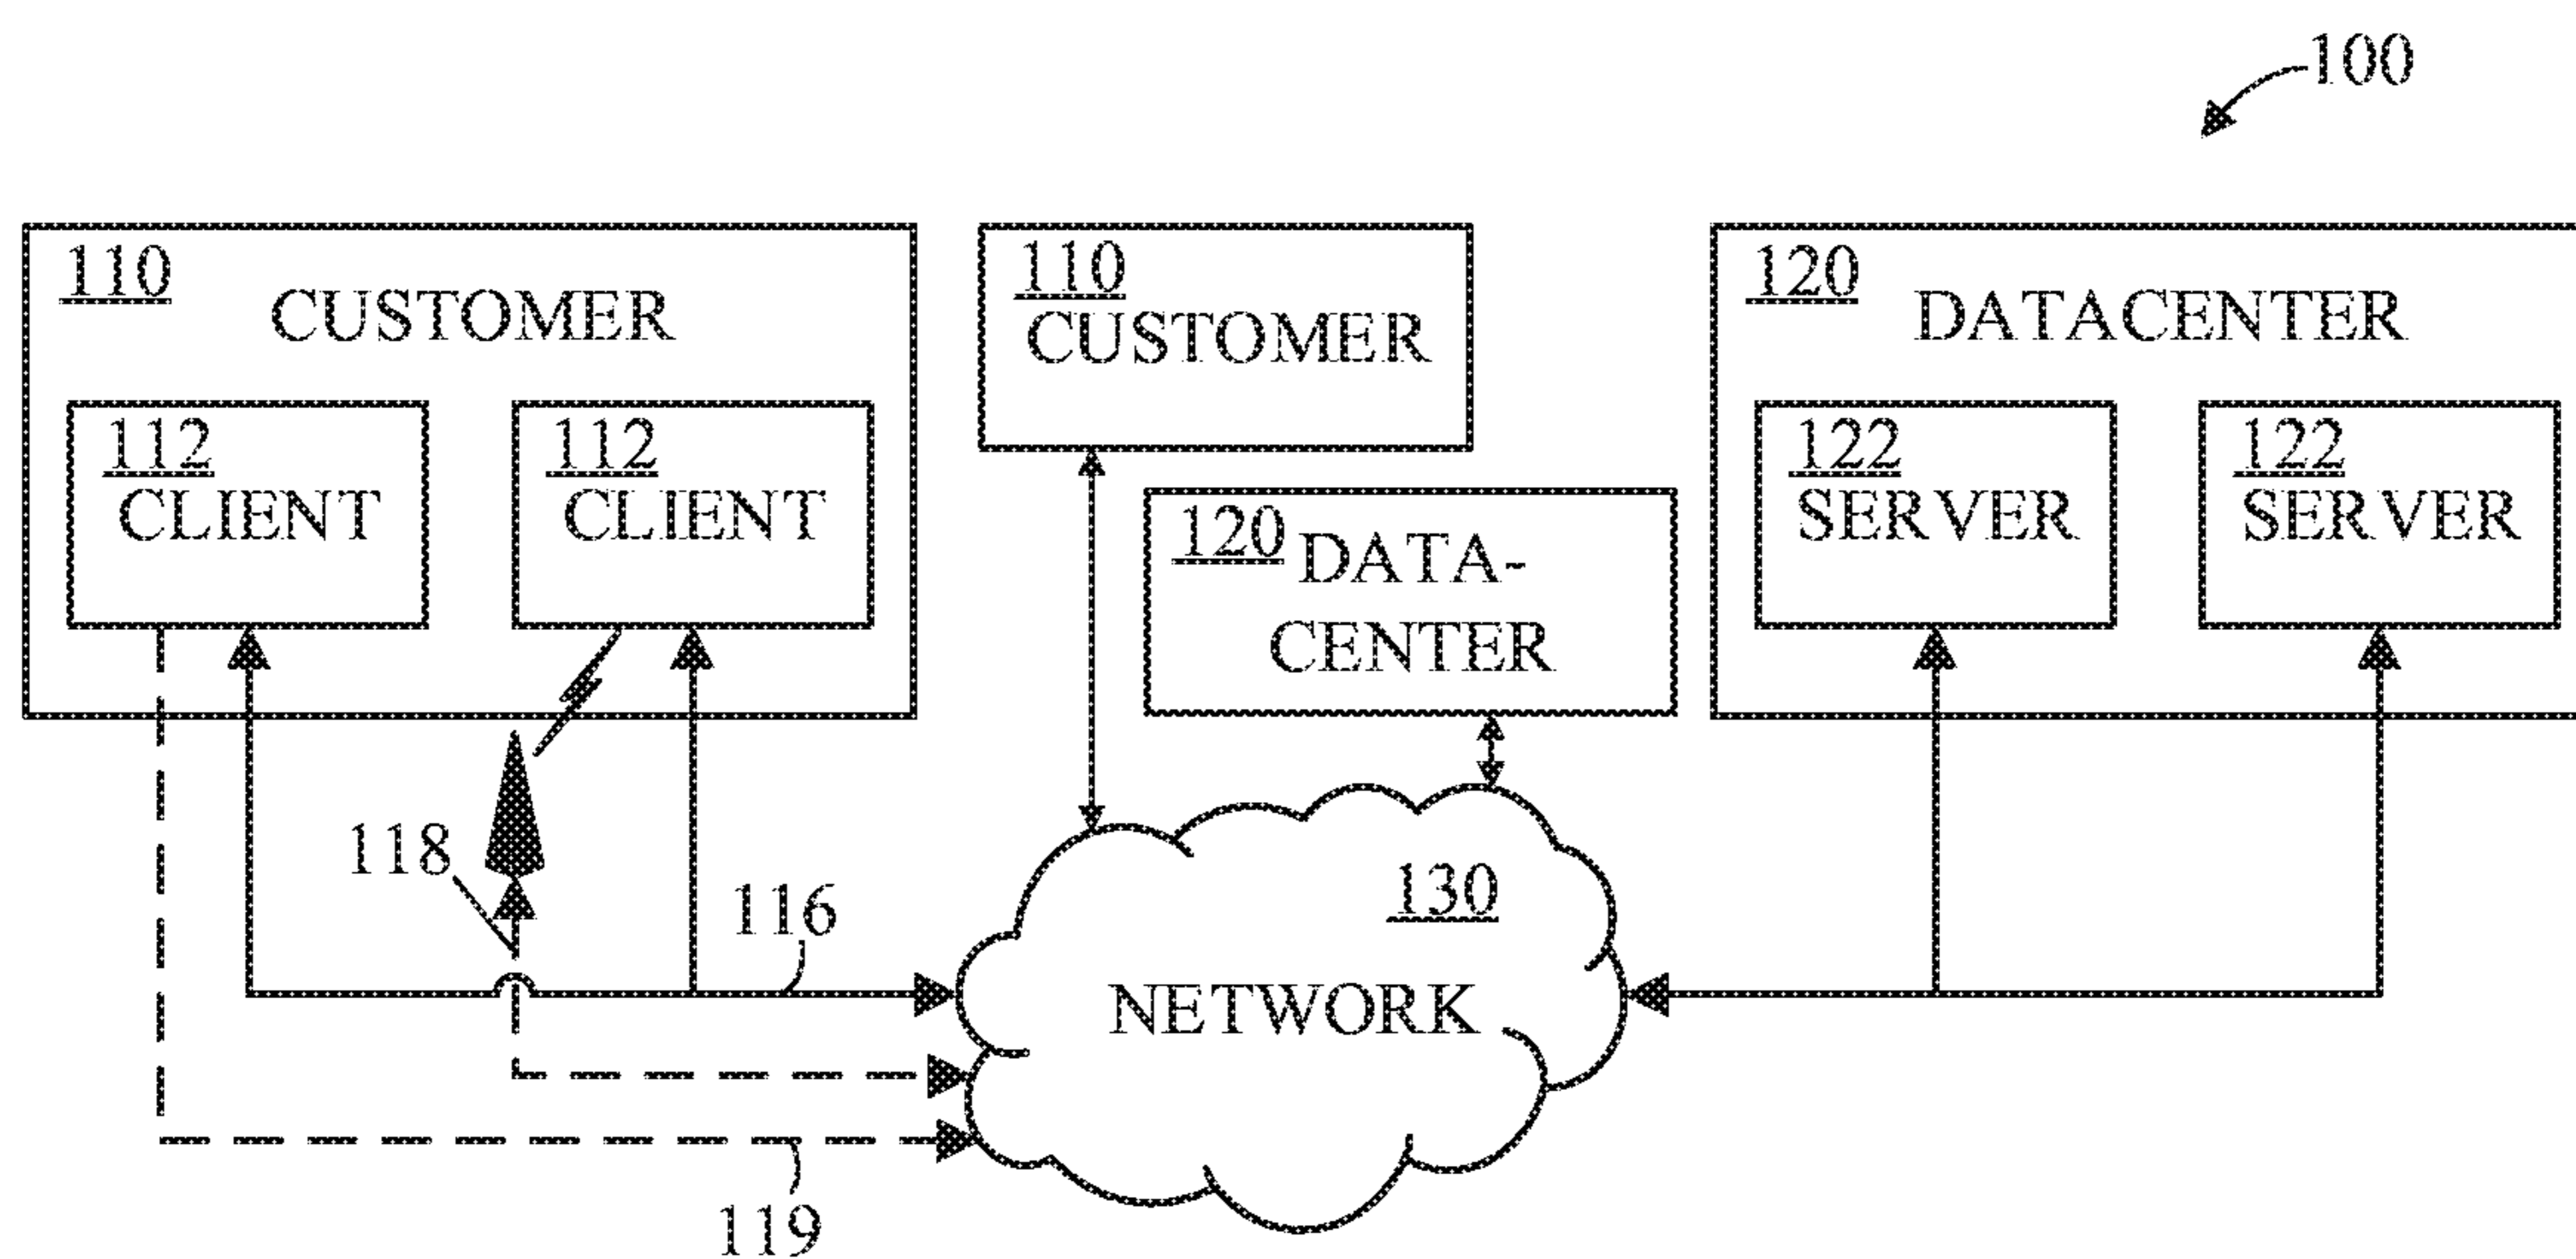 100
110
CUSTOMER
112
CLIENT
112
CLIENT
110
CUSTOMER
120
DATA-
CENTER
120
DATACENTER
122
SERVER
122
SERVER
118
116
130
NETWORK
119